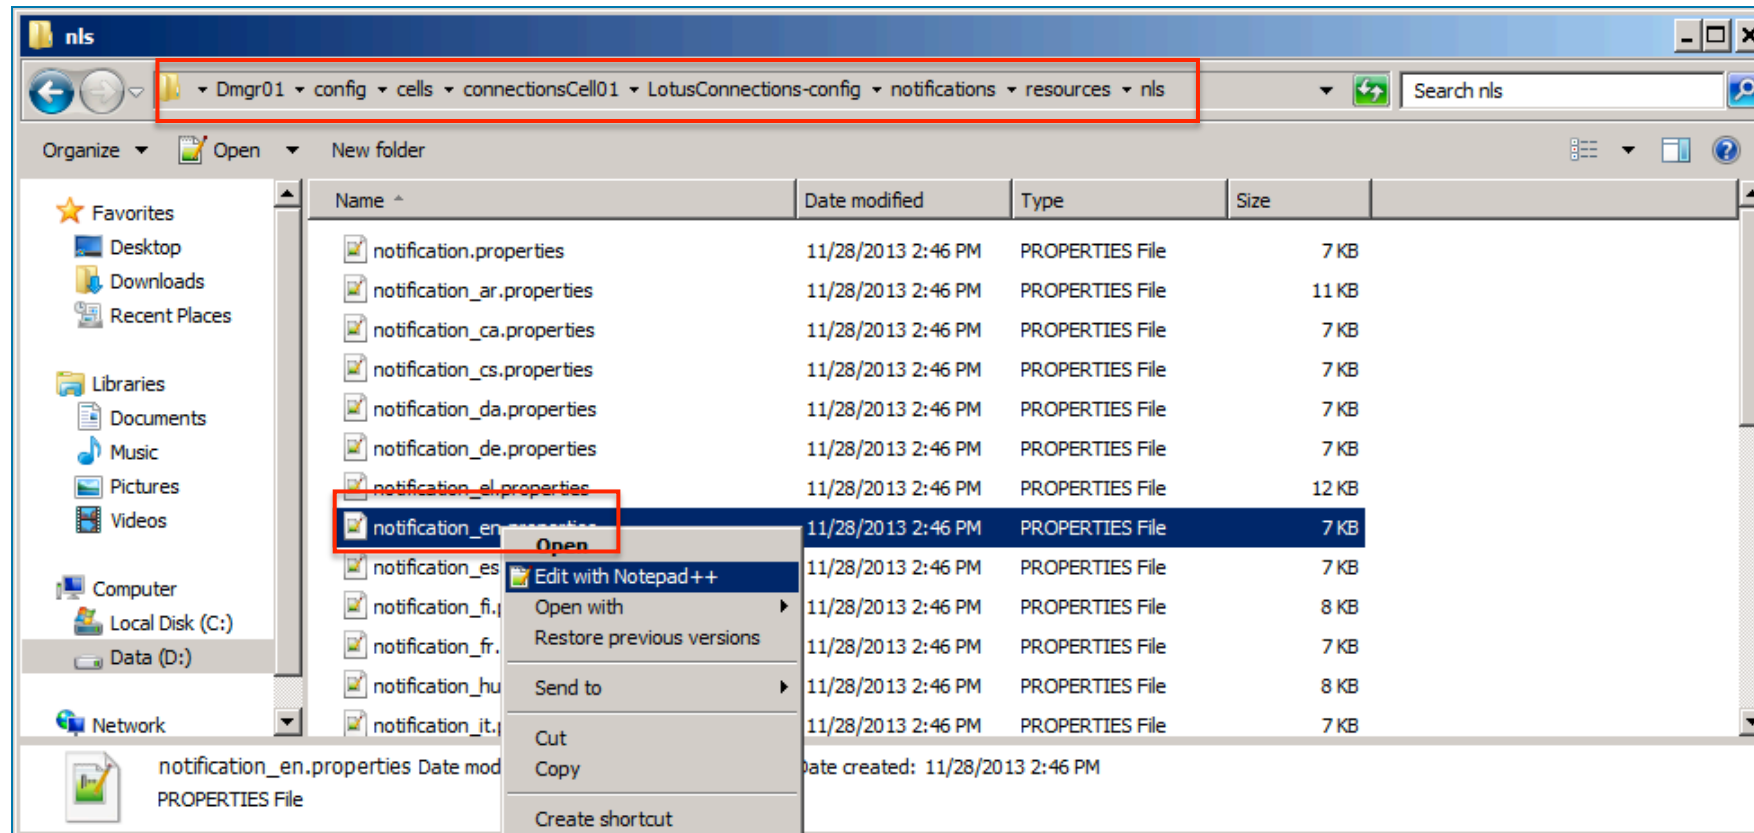 nls
Dmgr01 config cells connectionsCell01 LotusConnections-config notifications resources nls
Search nls
Organize Open New folder
Name Date modified Type Size
Favorites
Desktop
Downloads
Recent Places
Libraries
Documents
Music
Pictures
Videos
Computer
Local Disk (C:)
Data (D:)
Network
notification.properties 11/28/2013 2:46 PM PROPERTIES File 7 KB
notification_ar.properties 11/28/2013 2:46 PM PROPERTIES File 11 KB
notification_ca.properties 11/28/2013 2:46 PM PROPERTIES File 7 KB
notification_cs.properties 11/28/2013 2:46 PM PROPERTIES File 7 KB
notification_da.properties 11/28/2013 2:46 PM PROPERTIES File 7 KB
notification_de.properties 11/28/2013 2:46 PM PROPERTIES File 7 KB
notification_el.properties 11/28/2013 2:46 PM PROPERTIES File 12 KB
notification_en.properties 11/28/2013 2:46 PM PROPERTIES File 7 KB
notification_es 11/28/2013 2:46 PM PROPERTIES File 7 KB
notification_fi. 11/28/2013 2:46 PM PROPERTIES File 8 KB
notification_fr. 11/28/2013 2:46 PM PROPERTIES File 7 KB
notification_hu 11/28/2013 2:46 PM PROPERTIES File 8 KB
notification_it. 11/28/2013 2:46 PM PROPERTIES File 7 KB
Open
Edit with Notepad++
Open with
Restore previous versions
Send to
Cut
Copy
Create shortcut
notification_en.properties Date mod Date created: 11/28/2013 2:46 PM
PROPERTIES File